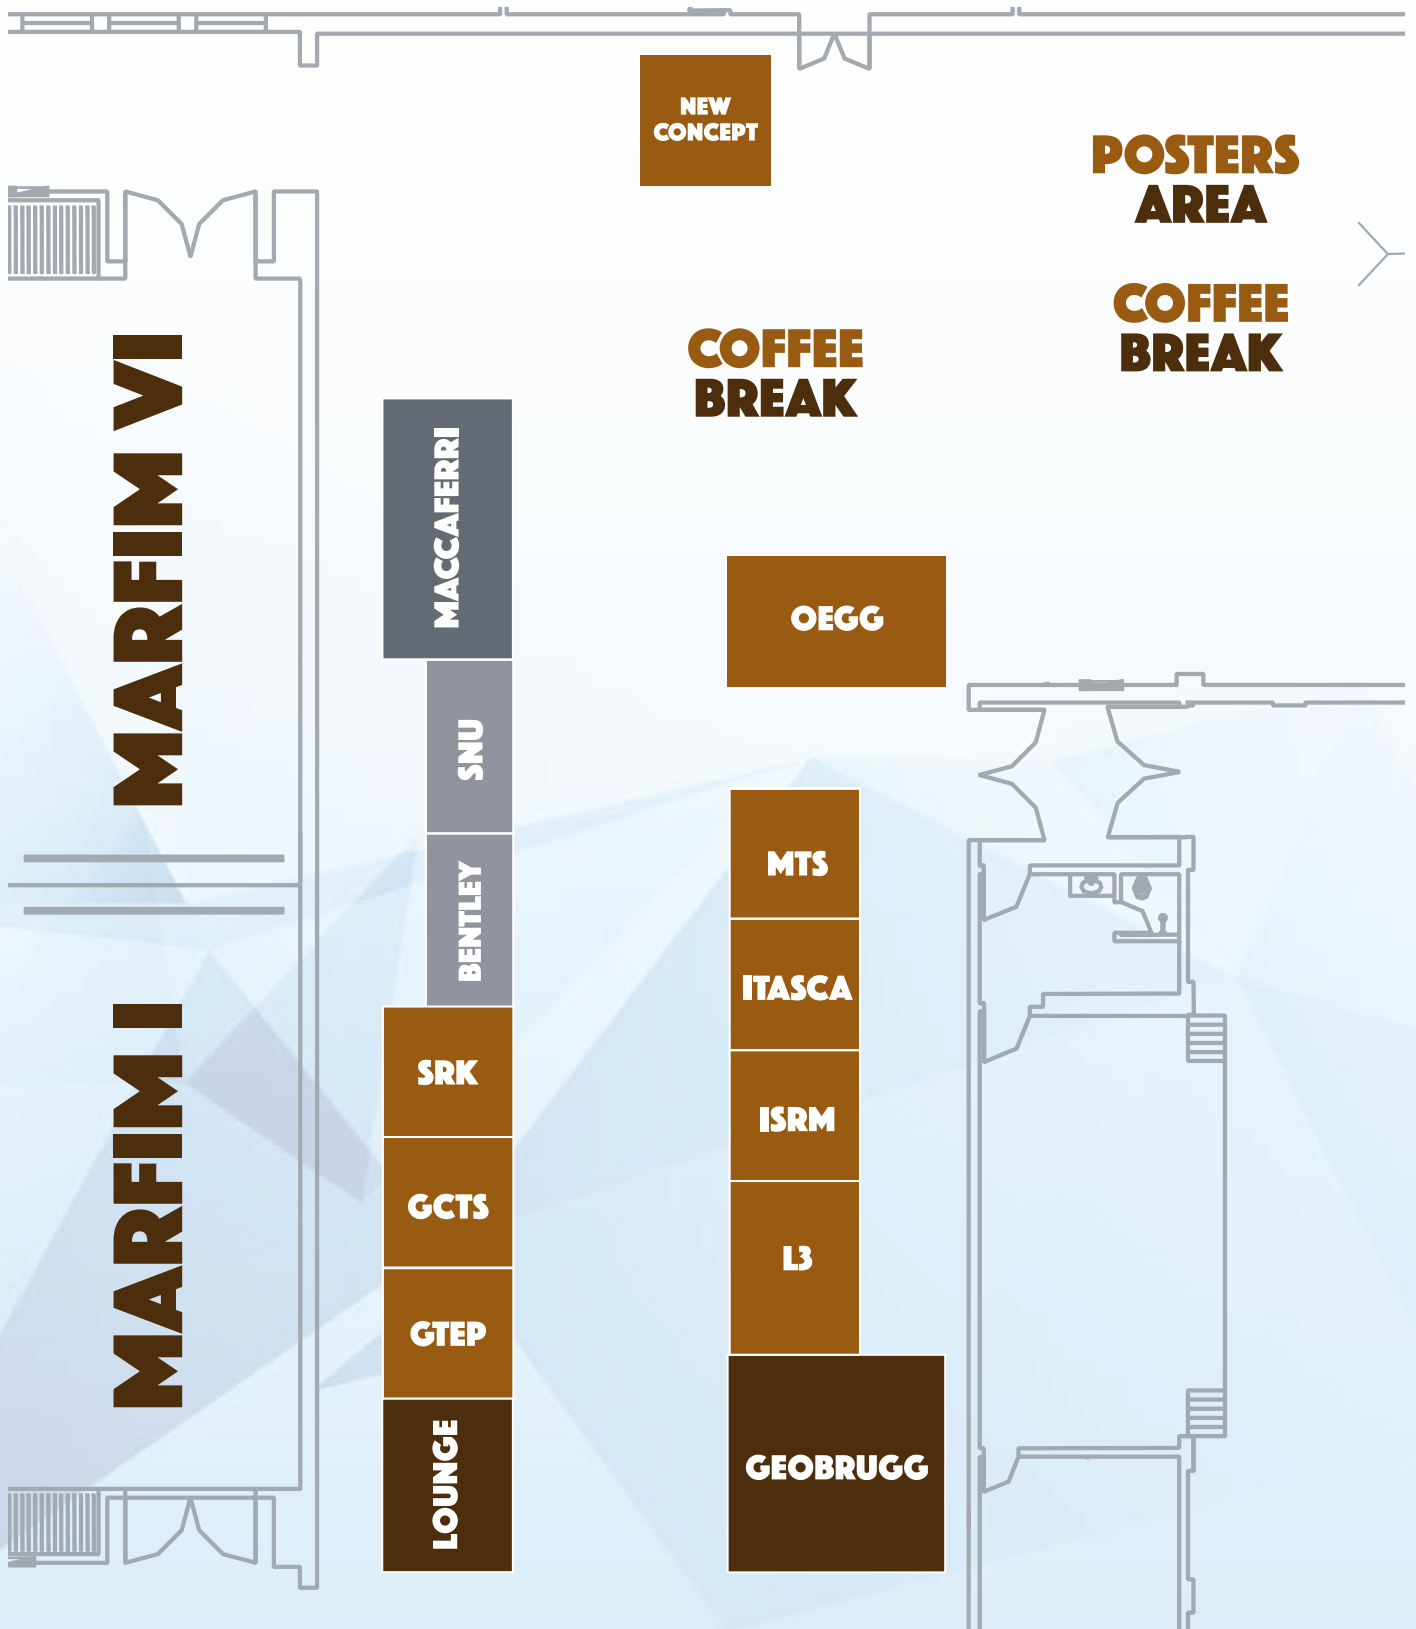 NEW
CONCEPT
POSTERS
AREA
COFFEE
BREAK
COFFEE
BREAK
MARFIM VI
MACCAFERRI
OEGG
SNU
MTS
BENTLEY
ITASCA
MARFIM I
SRK
ISRM
GCTS
L3
GTEP
LOUNGE
GEOBRUGG